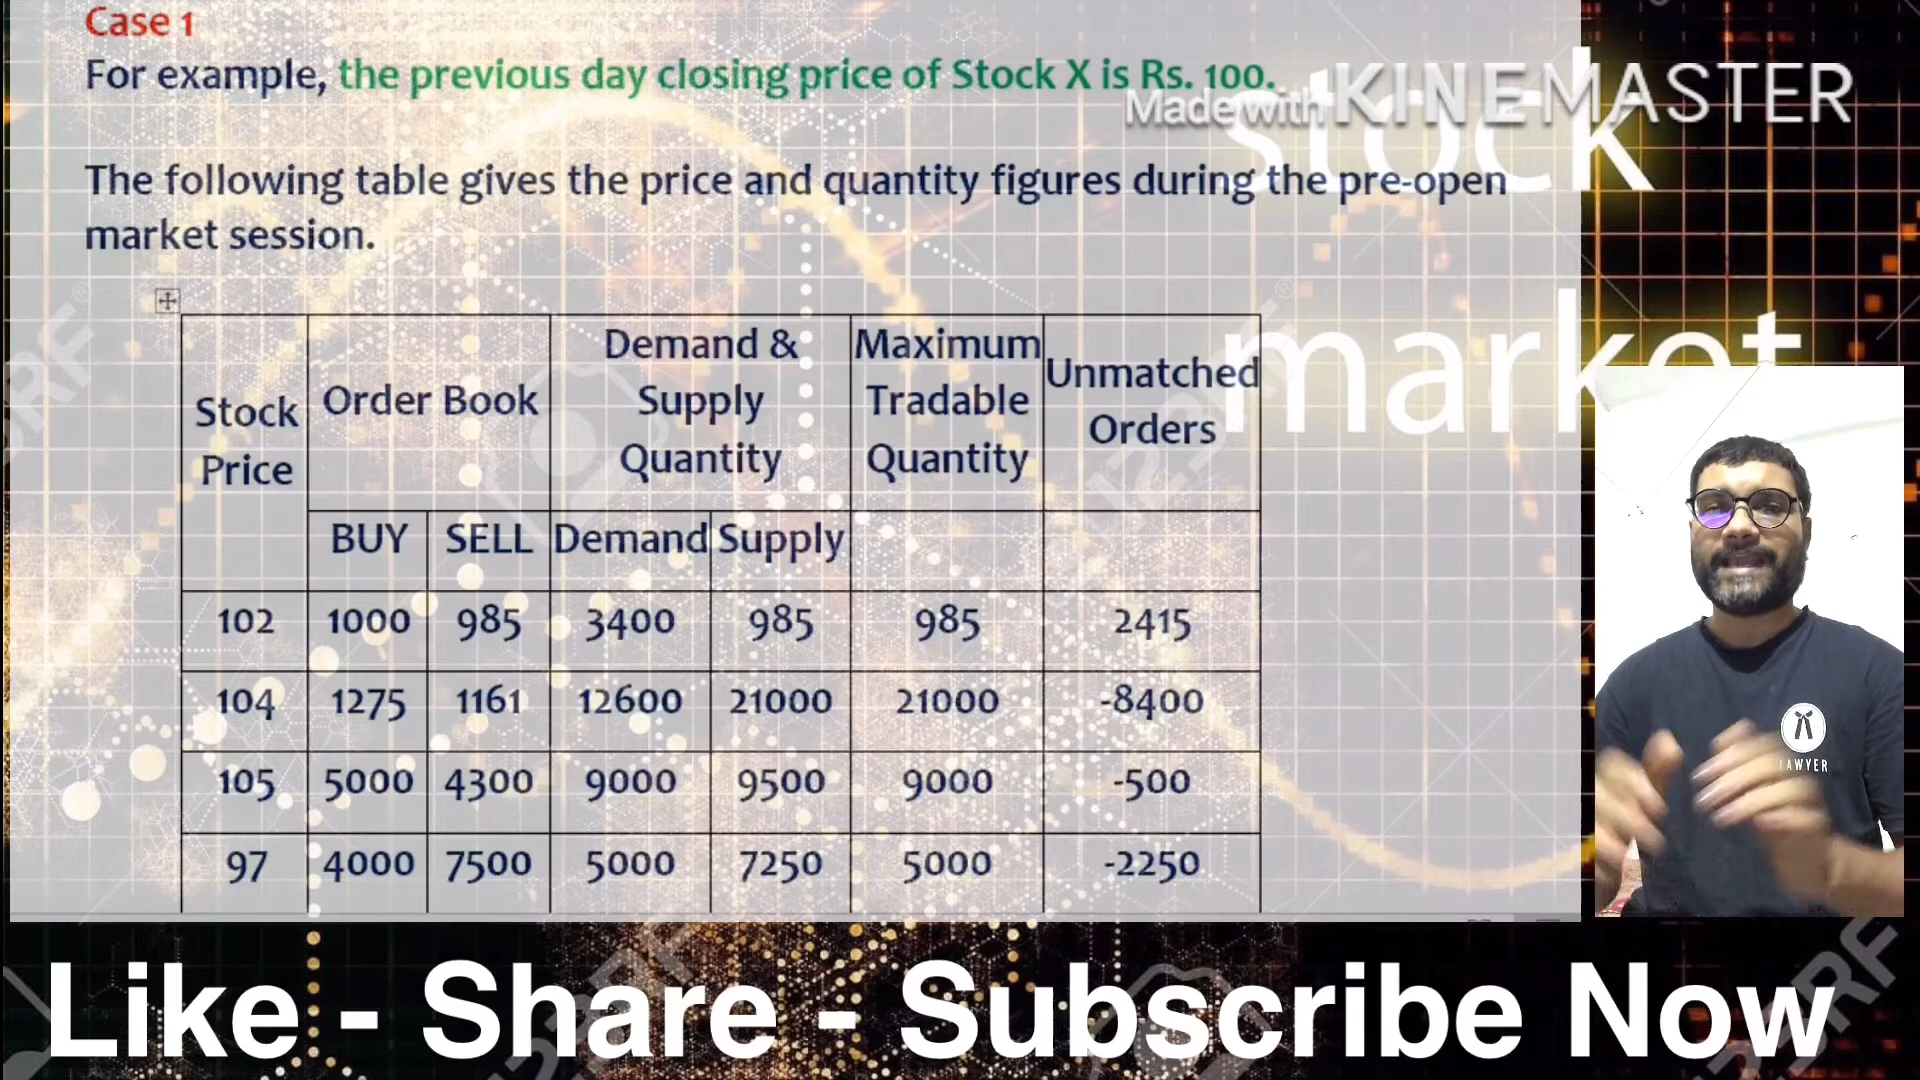 Case 1
For example, the previous day closing price of Stock X is Rs. 100.
Made with KINEMASTER
stock
The following table gives the price and quantity figures during the pre-open
market session.
market
Stock Price | Order Book | Demand & Supply Quantity | Maximum Tradable Quantity | Unmatched Orders
BUY | SELL | Demand | Supply
102 | 1000 | 985 | 3400 | 985 | 985 | 2415
104 | 1275 | 1161 | 12600 | 21000 | 21000 | -8400
105 | 5000 | 4300 | 9000 | 9500 | 9000 | -500
97 | 4000 | 7500 | 5000 | 7250 | 5000 | -2250
LAWYER
123RF
Like - Share - Subscribe Now